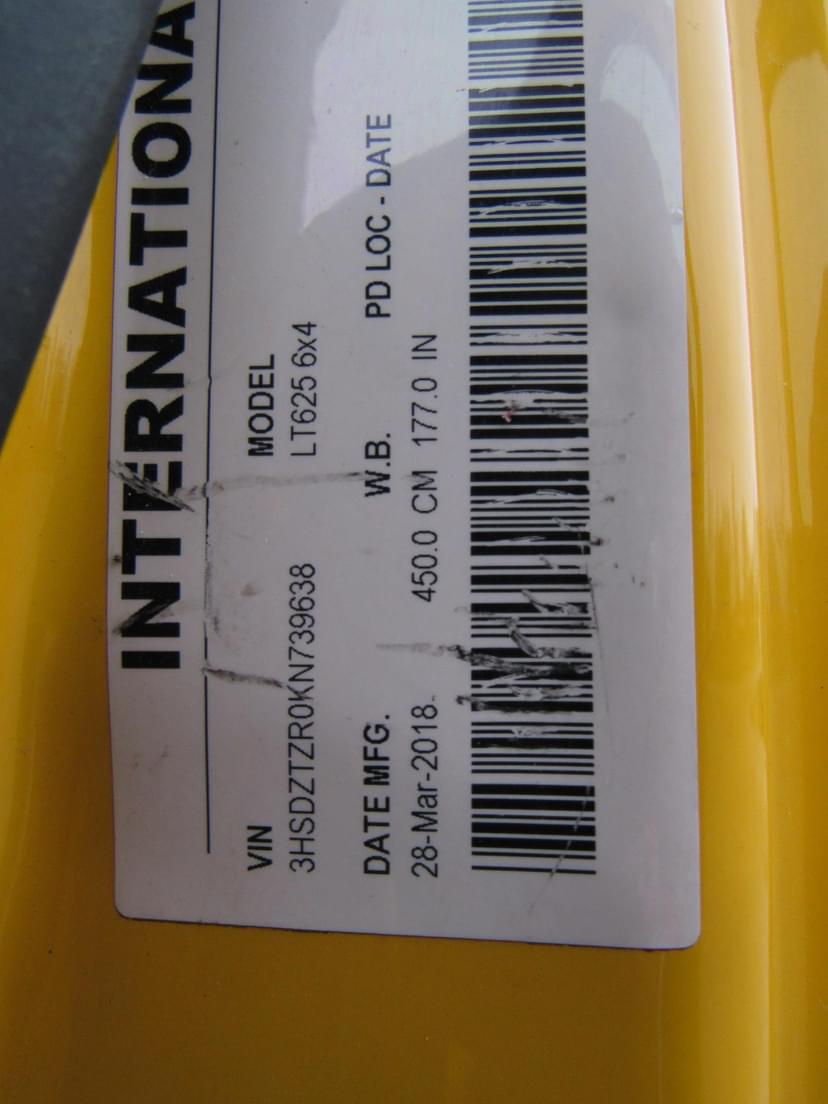 INTERNATIONA
VIN MODEL
3HSDZTZR0KN739638 LT625 6x4
DATE MFG. W.B. PD LOC - DATE
28-Mar-2018 450.0 CM 177.0 IN